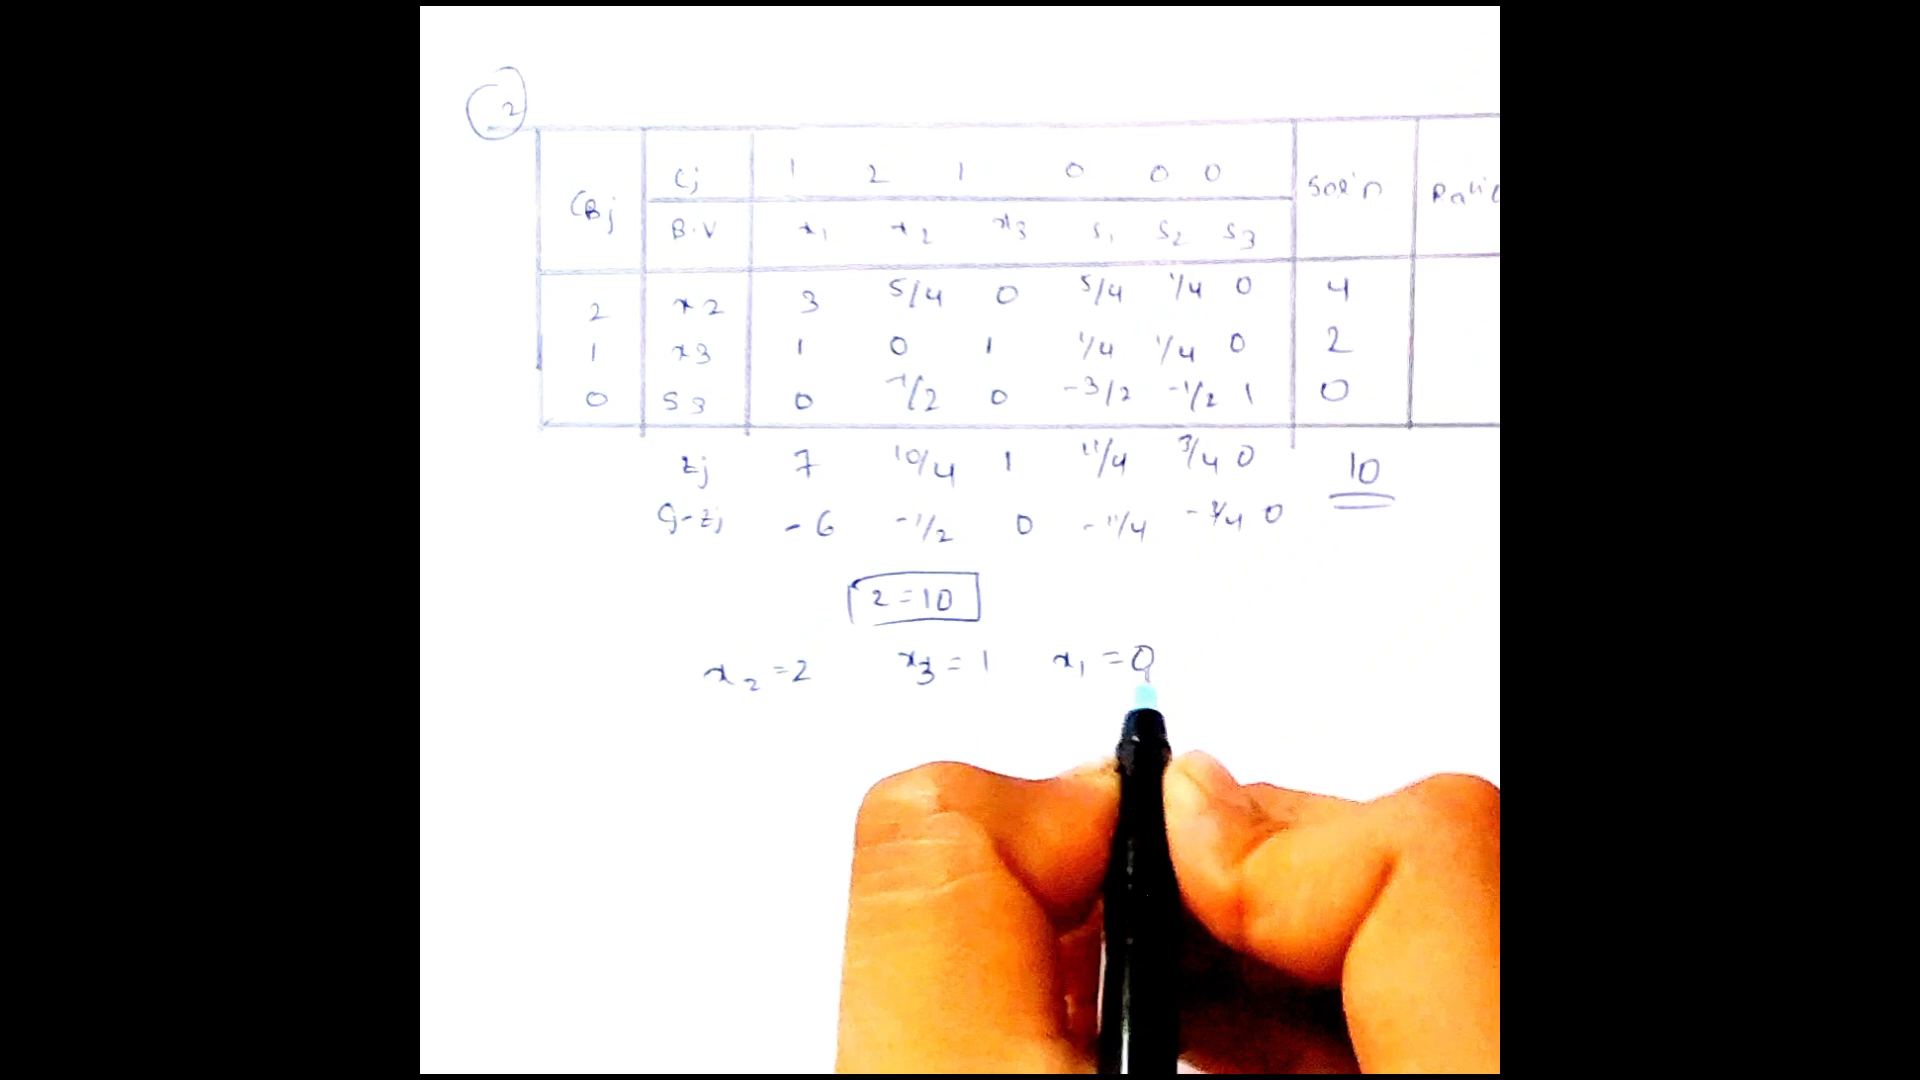 2
CBj Cj 1 2 1 0 0 0 Sol'n Ratio
B.V x1 x2 x3 s1 s2 s3
2 x2 3 5/4 0 5/4 1/4 0 4
1 x3 1 0 1 1/4 1/4 0 2
0 s3 0 -1/2 0 -3/2 -1/2 1 0
Zj 7 10/4 1 11/4 3/4 0 10
Cj-Zj -6 -1/2 0 -11/4 -3/4 0
Z=10
x2=2 x3=1 x1=0